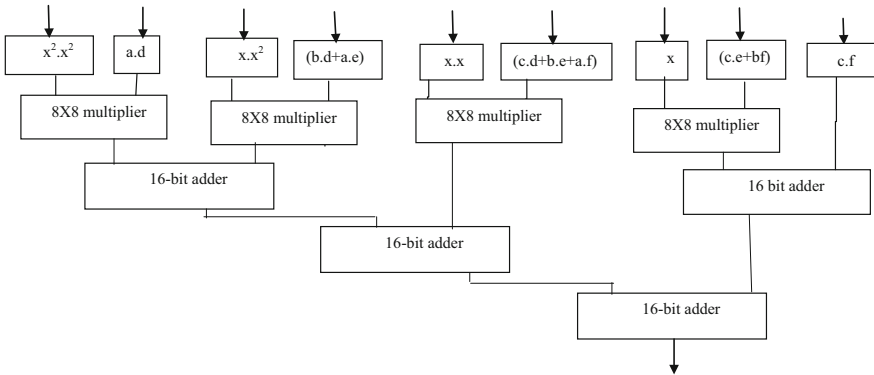 x².x²
a.d
x.x²
(b.d+a.e)
x.x
(c.d+b.e+a.f)
x
(c.e+bf)
c.f
8X8 multiplier
8X8 multiplier
8X8 multiplier
8X8 multiplier
16-bit adder
16 bit adder
16-bit adder
16-bit adder